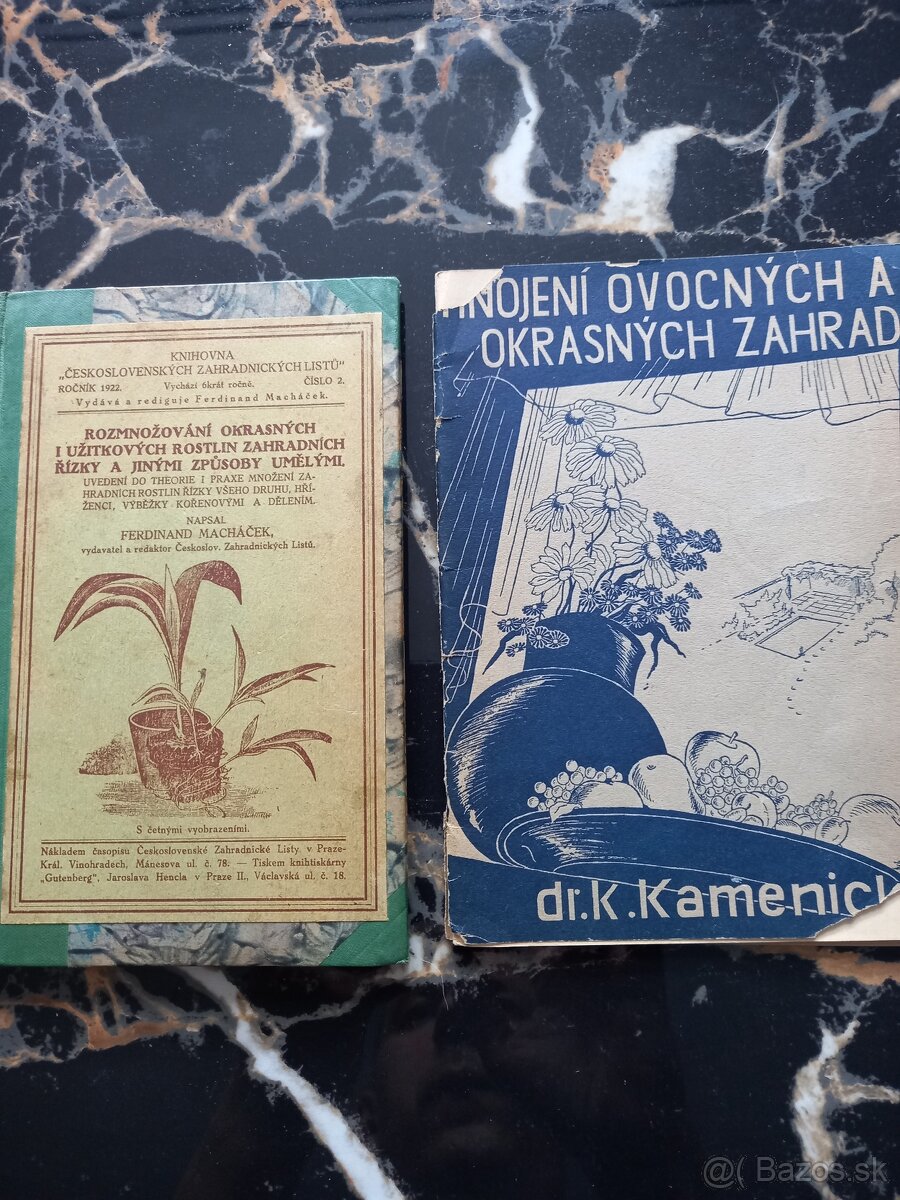 KNIHOVNA
„ČESKOSLOVENSKÝCH ZAHRADNICKÝCH LISTŮ"
ROČNÍK 1922. Vychází 6krát ročně. ČÍSLO 2.
Vydává a rediguje Ferdinand Macháček.
ROZMNOŽOVÁNÍ OKRASNÝCH
I UŽITKOVÝCH ROSTLIN ZAHRADNÍCH
ŘÍZKY A JINÝMI ZPŮSOBY UMĚLÝMI.
UVEDENÍ DO THEORIE I PRAXE MNOŽENÍ ZA-
HRADNÍCH ROSTLIN ŘÍZKY VŠEHO DRUHU, HŘÍ-
ŽENCI, VÝBĚŽKY KOŘENOVÝMI A DĚLENÍM.
NAPSAL
FERDINAND MACHÁČEK,
vydavatel a redaktor Českoslov. Zahradnických Listů.
S četnými vyobrazeními.
Nákladem časopisu Československé Zahradnické Listy v Praze-
Král. Vinohradech, Mánesova ul. č. 78. — Tiskem knihtiskárny
„Gutenberg", Jaroslava Hencla v Praze II., Václavská ul. č. 18.
HNOJENÍ OVOCNÝCH A
OKRASNÝCH ZAHRAD
dr.K.Kamenick
@( Bazos.sk